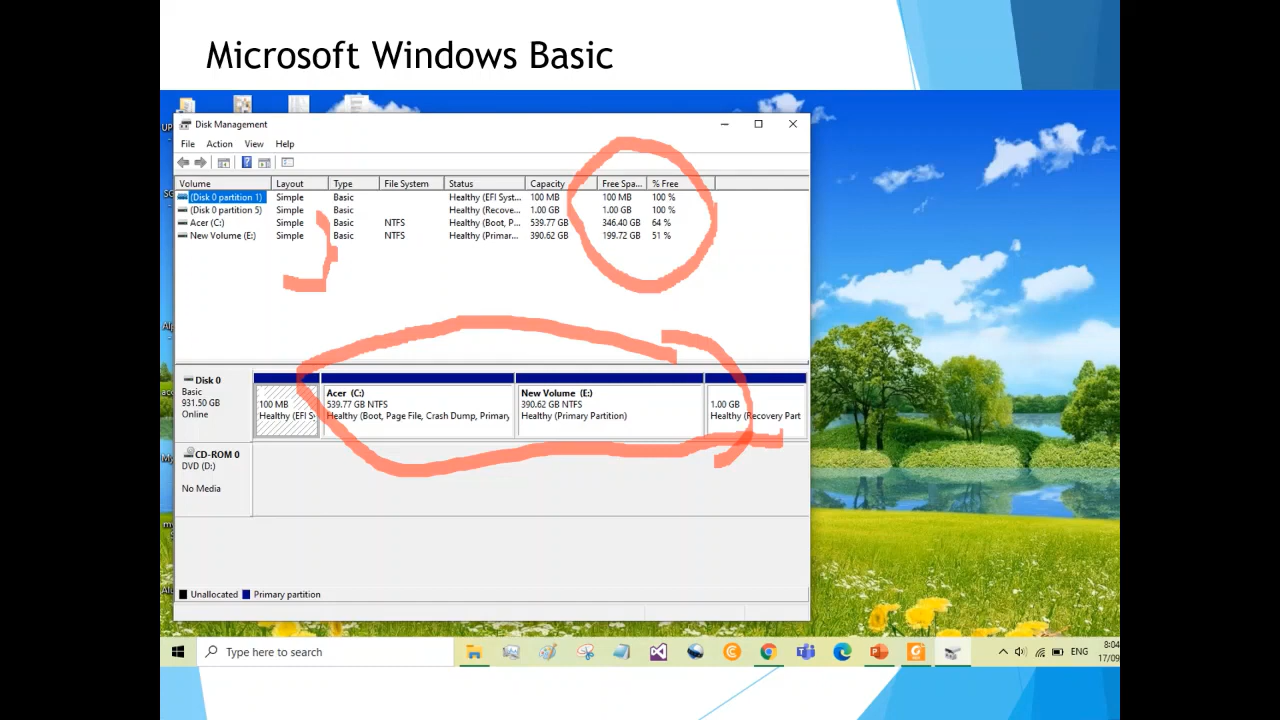 Microsoft Windows Basic
Disk Management
File Action View Help
Volume Layout Type File System Status Capacity Free Spa... % Free
(Disk 0 partition 1) Simple Basic Healthy (EFI Syst... 100 MB 100 MB 100 %
(Disk 0 partition 5) Simple Basic Healthy (Recove... 1.00 GB 1.00 GB 100 %
Acer (C:) Simple Basic NTFS Healthy (Boot, P... 539.77 GB 346.40 GB 64 %
New Volume (E:) Simple Basic NTFS Healthy (Primar... 390.62 GB 199.72 GB 51 %
Disk 0
Basic
931.50 GB
Online
100 MB
Healthy (EFI S
Acer (C:)
539.77 GB NTFS
Healthy (Boot, Page File, Crash Dump, Primary
New Volume (E:)
390.62 GB NTFS
Healthy (Primary Partition)
1.00 GB
Healthy (Recovery Part
CD-ROM 0
DVD (D:)
No Media
Unallocated Primary partition
Type here to search
ENG
8:04
17/09